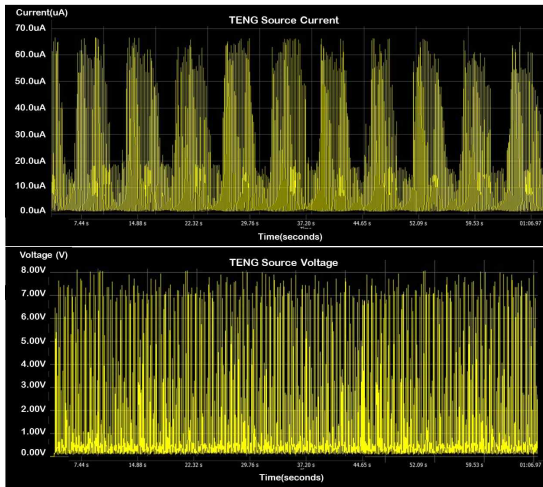 Current(uA)
TENG Source Current
70.0uA
60.0uA
50.0uA
40.0uA
30.0uA
20.0uA
10.0uA
0.0uA
7.44 s 14.88 s 22.32 s 29.76 s 37.20 s 44.65 s 52.09 s 59.53 s 01:06.97
Time(seconds)
Voltage (V)
TENG Source Voltage
8.00V
7.00V
6.00V
5.00V
4.00V
3.00V
2.00V
1.00V
0.00V
7.44 s 14.88 s 22.32 s 29.76 s 37.20 s 44.65 s 52.09 s 59.53 s 01:06.97
Time(seconds)